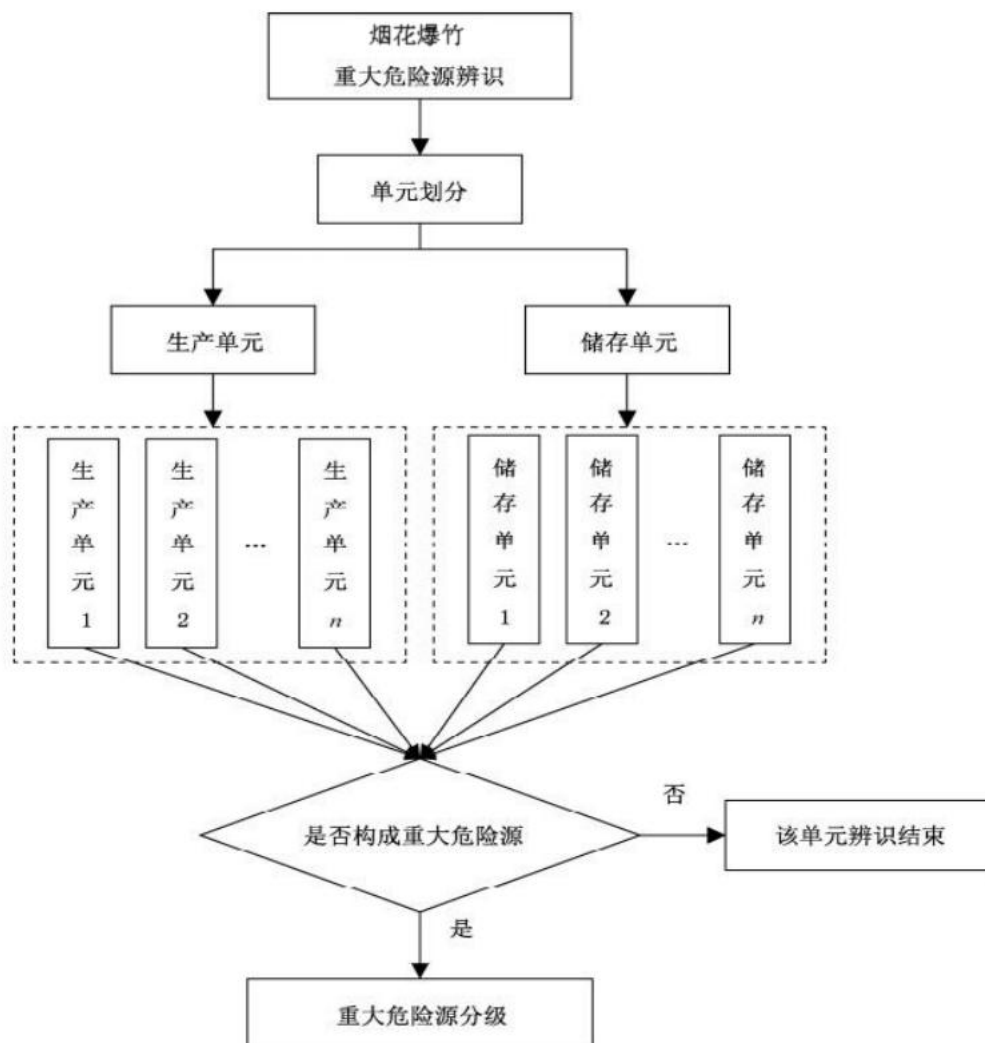 烟花爆竹
重大危险源辨识
单元划分
生产单元
储存单元
生产单元1
生产单元2
…
生产单元n
储存单元1
储存单元2
…
储存单元n
是否构成重大危险源
否
该单元辨识结束
是
重大危险源分级